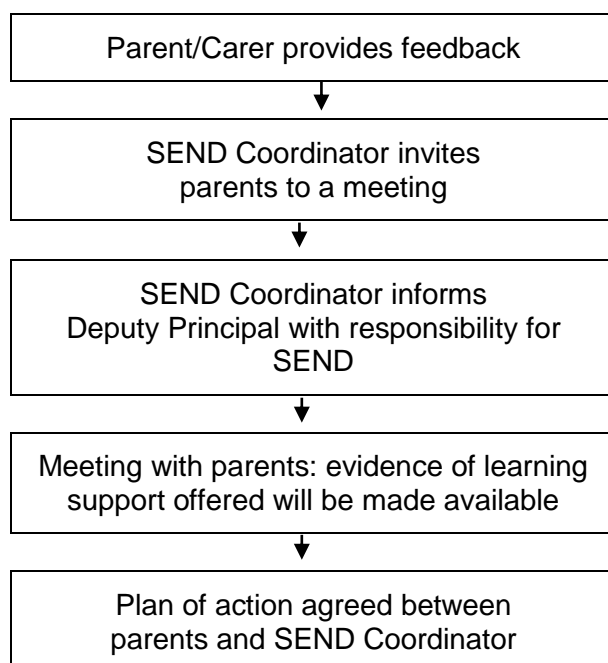 Parent/Carer provides feedback
SEND Coordinator invites
parents to a meeting
SEND Coordinator informs
Deputy Principal with responsibility for
SEND
Meeting with parents: evidence of learning
support offered will be made available
Plan of action agreed between
parents and SEND Coordinator